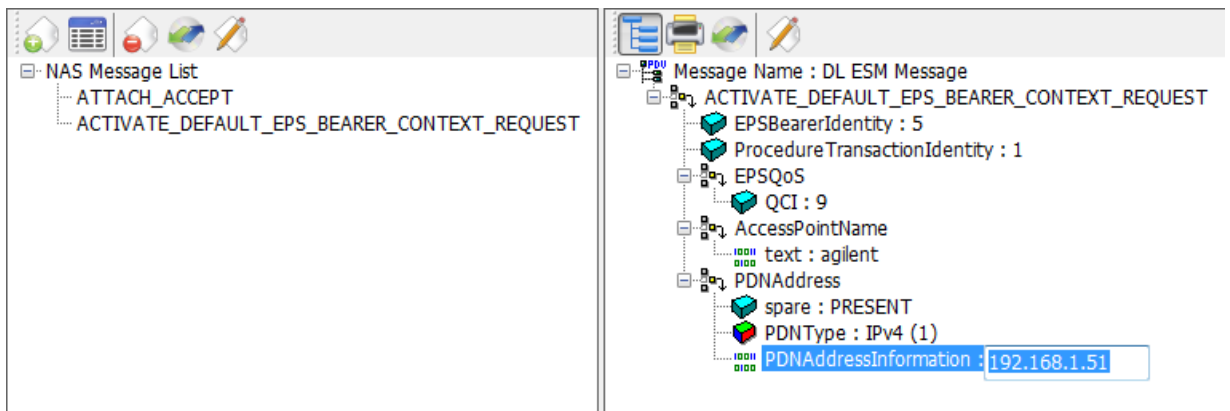 NAS Message List
ATTACH_ACCEPT
ACTIVATE_DEFAULT_EPS_BEARER_CONTEXT_REQUEST
Message Name : DL ESM Message
ACTIVATE_DEFAULT_EPS_BEARER_CONTEXT_REQUEST
EPSBearerIdentity : 5
ProcedureTransactionIdentity : 1
EPSQoS
QCI : 9
AccessPointName
text : agilent
PDNAddress
spare : PRESENT
PDNType : IPv4 (1)
PDNAddressInformation : 192.168.1.51